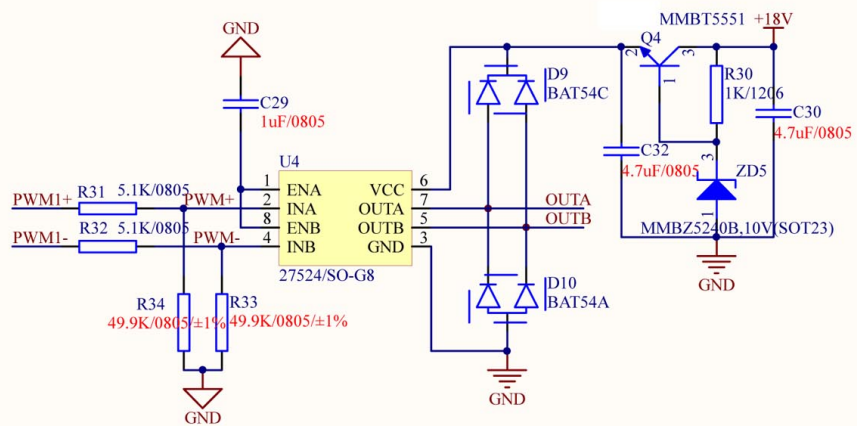 MMBT5551 +18V
GND
Q4
2
3
1
D9
BAT54C
R30
1K/1206
C29
1uF/0805
C30
4.7uF/0805
C32
4.7uF/0805
3
ZD5
1
MMBZ5240B,10V(SOT23)
GND
U4
PWM1+ R31 5.1K/0805 PWM+ 1 ENA VCC 6
2 INA OUTA 7 OUTA
PWM1- R32 5.1K/0805 PWM- 8 ENB OUTB 5 OUTB
4 INB GND 3
27524/SO-G8
D10
BAT54A
R34 R33
49.9K/0805/±1% 49.9K/0805/±1%
GND
GND